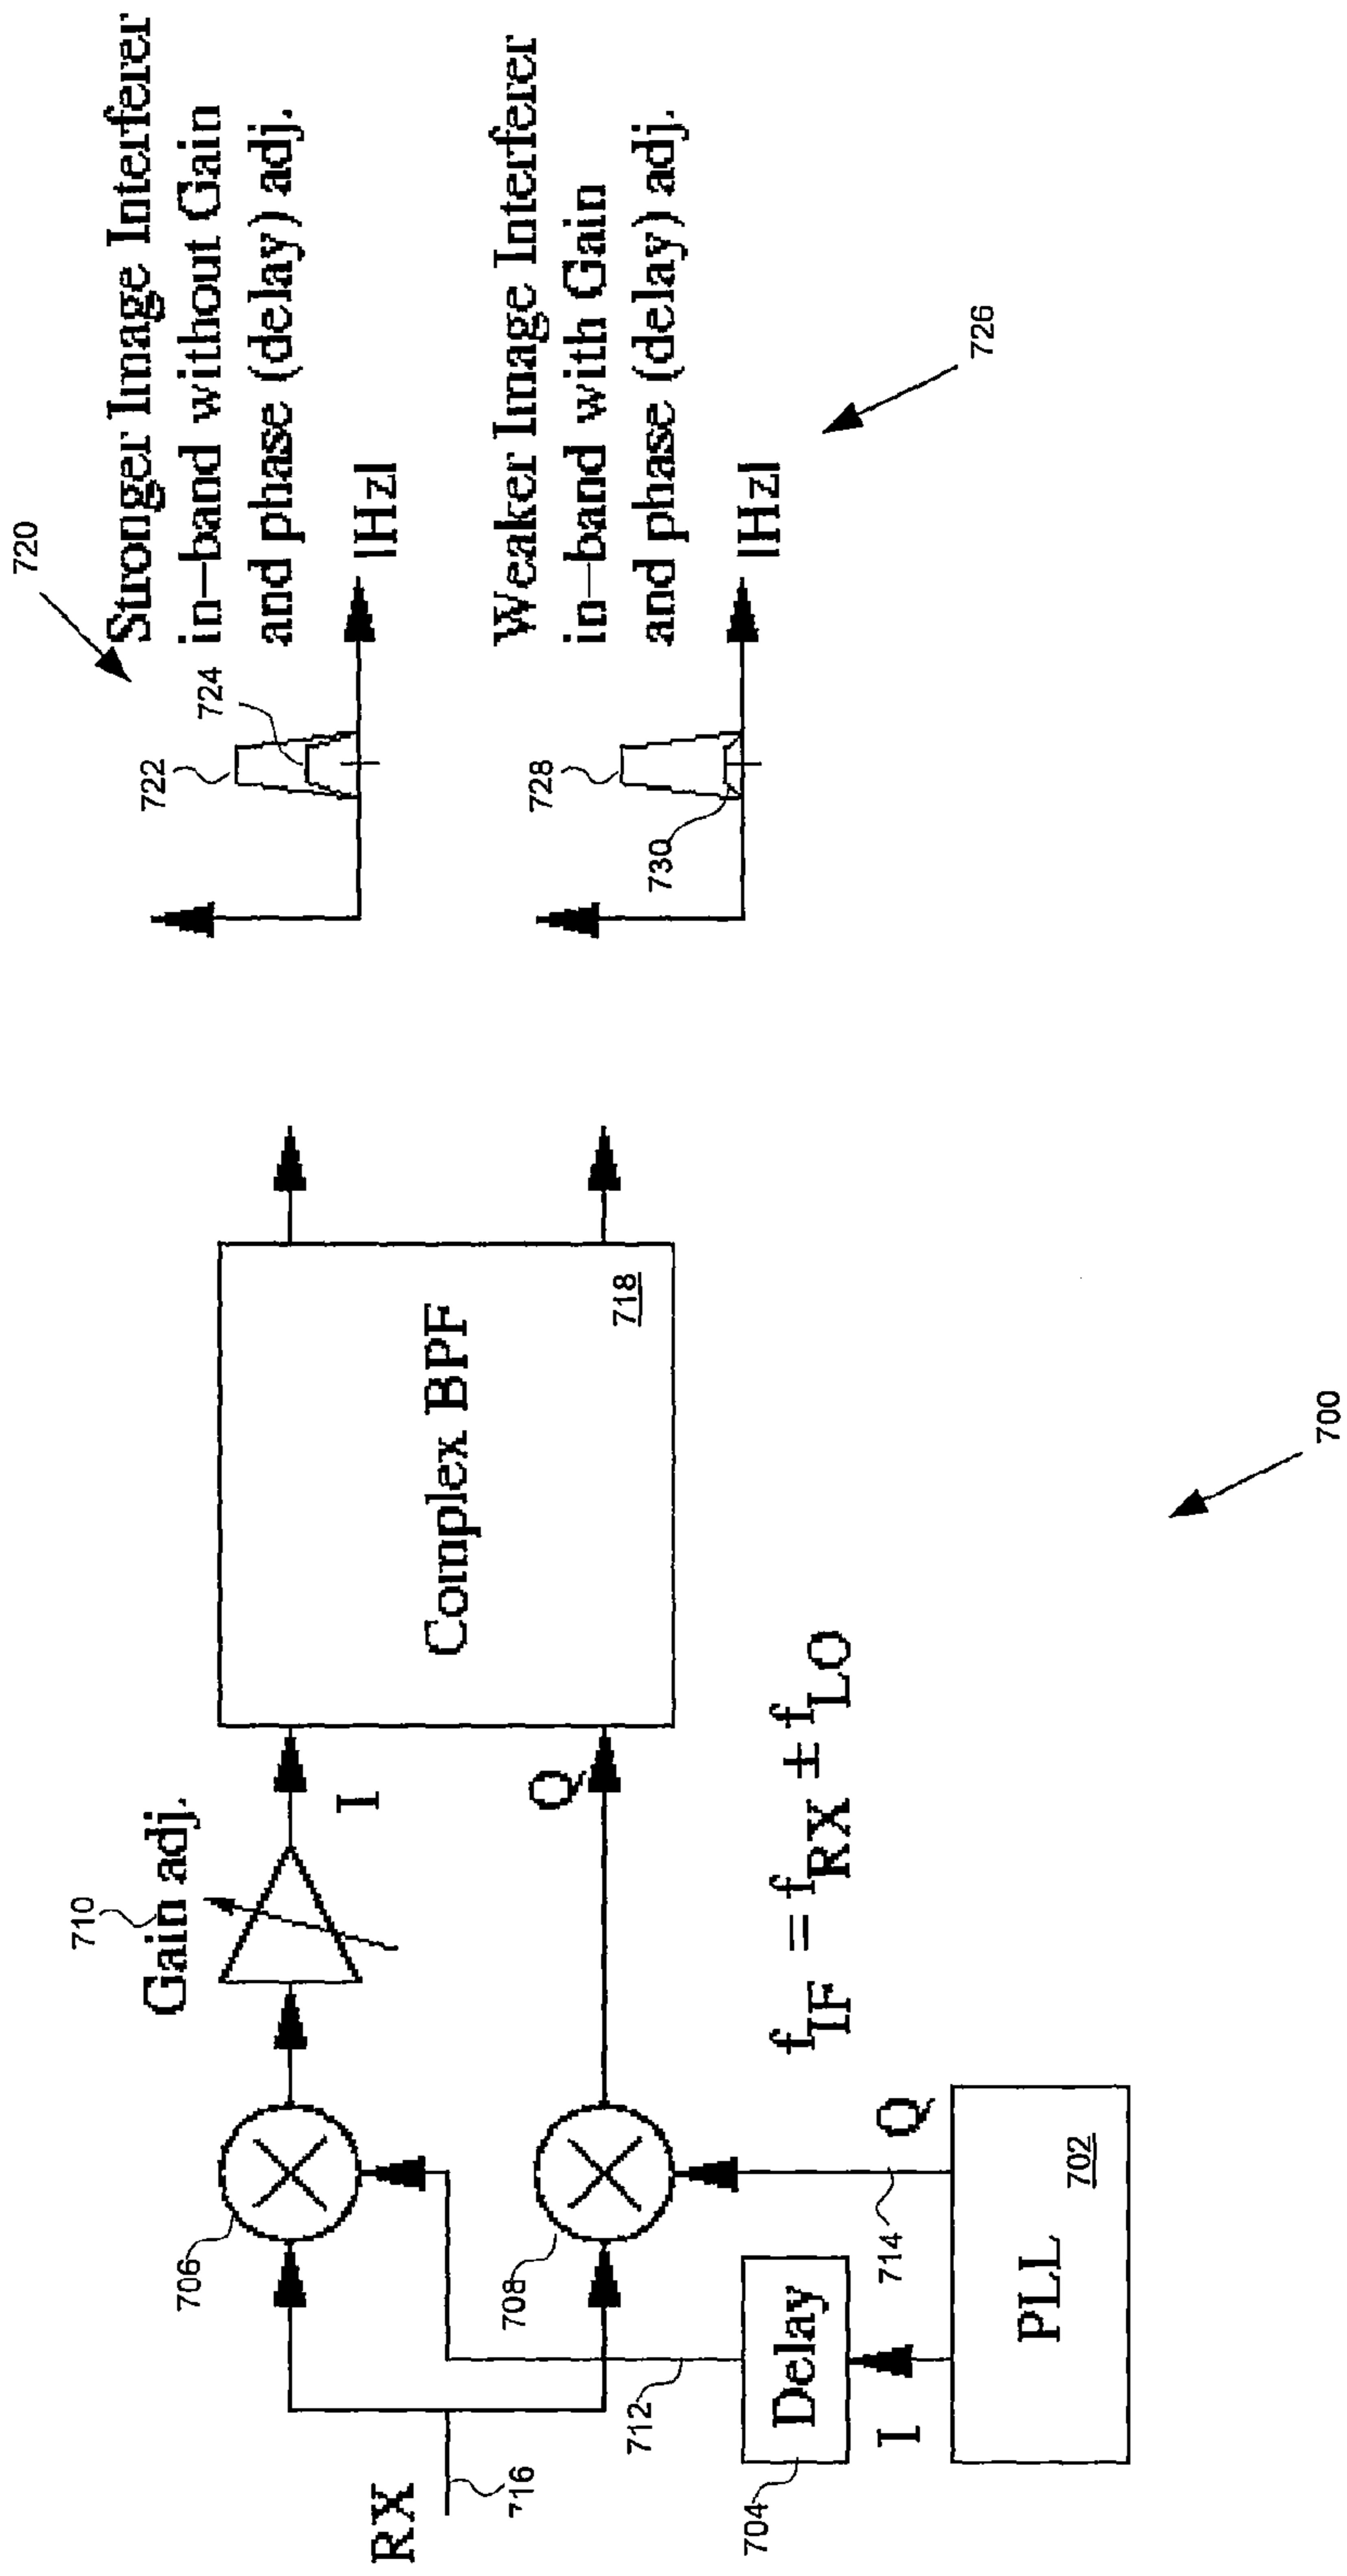 720
Stronger Image Interferer
in-band without Gain
and phase (delay) adj.
722
724
|Hz|
Weaker Image Interferer
in-band with Gain
and phase (delay) adj.
728
730
|Hz|
726
710
Gain adj.
I
Q
Complex BPF
718
706
708
RX
716
712
704
Delay
I
714
Q
PLL
702
fIF = fRX ± fLO
700